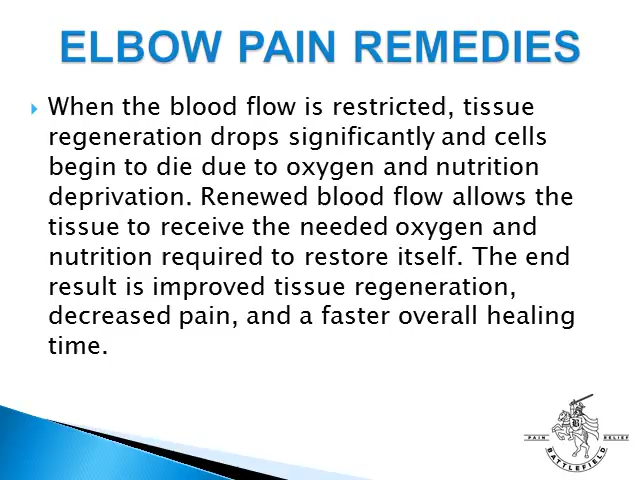 ELBOW PAIN REMEDIES
When the blood flow is restricted, tissue
regeneration drops significantly and cells
begin to die due to oxygen and nutrition
deprivation. Renewed blood flow allows the
tissue to receive the needed oxygen and
nutrition required to restore itself. The end
result is improved tissue regeneration,
decreased pain, and a faster overall healing
time.
B
PAIN RELIEF
BATTLEFIELD